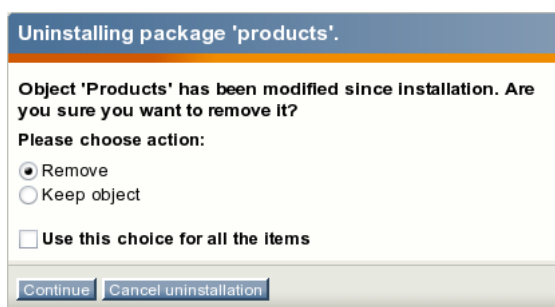 Uninstalling package 'products'.
Object 'Products' has been modified since installation. Are
you sure you want to remove it?
Please choose action:
Remove
Keep object
Use this choice for all the items
Continue Cancel uninstallation